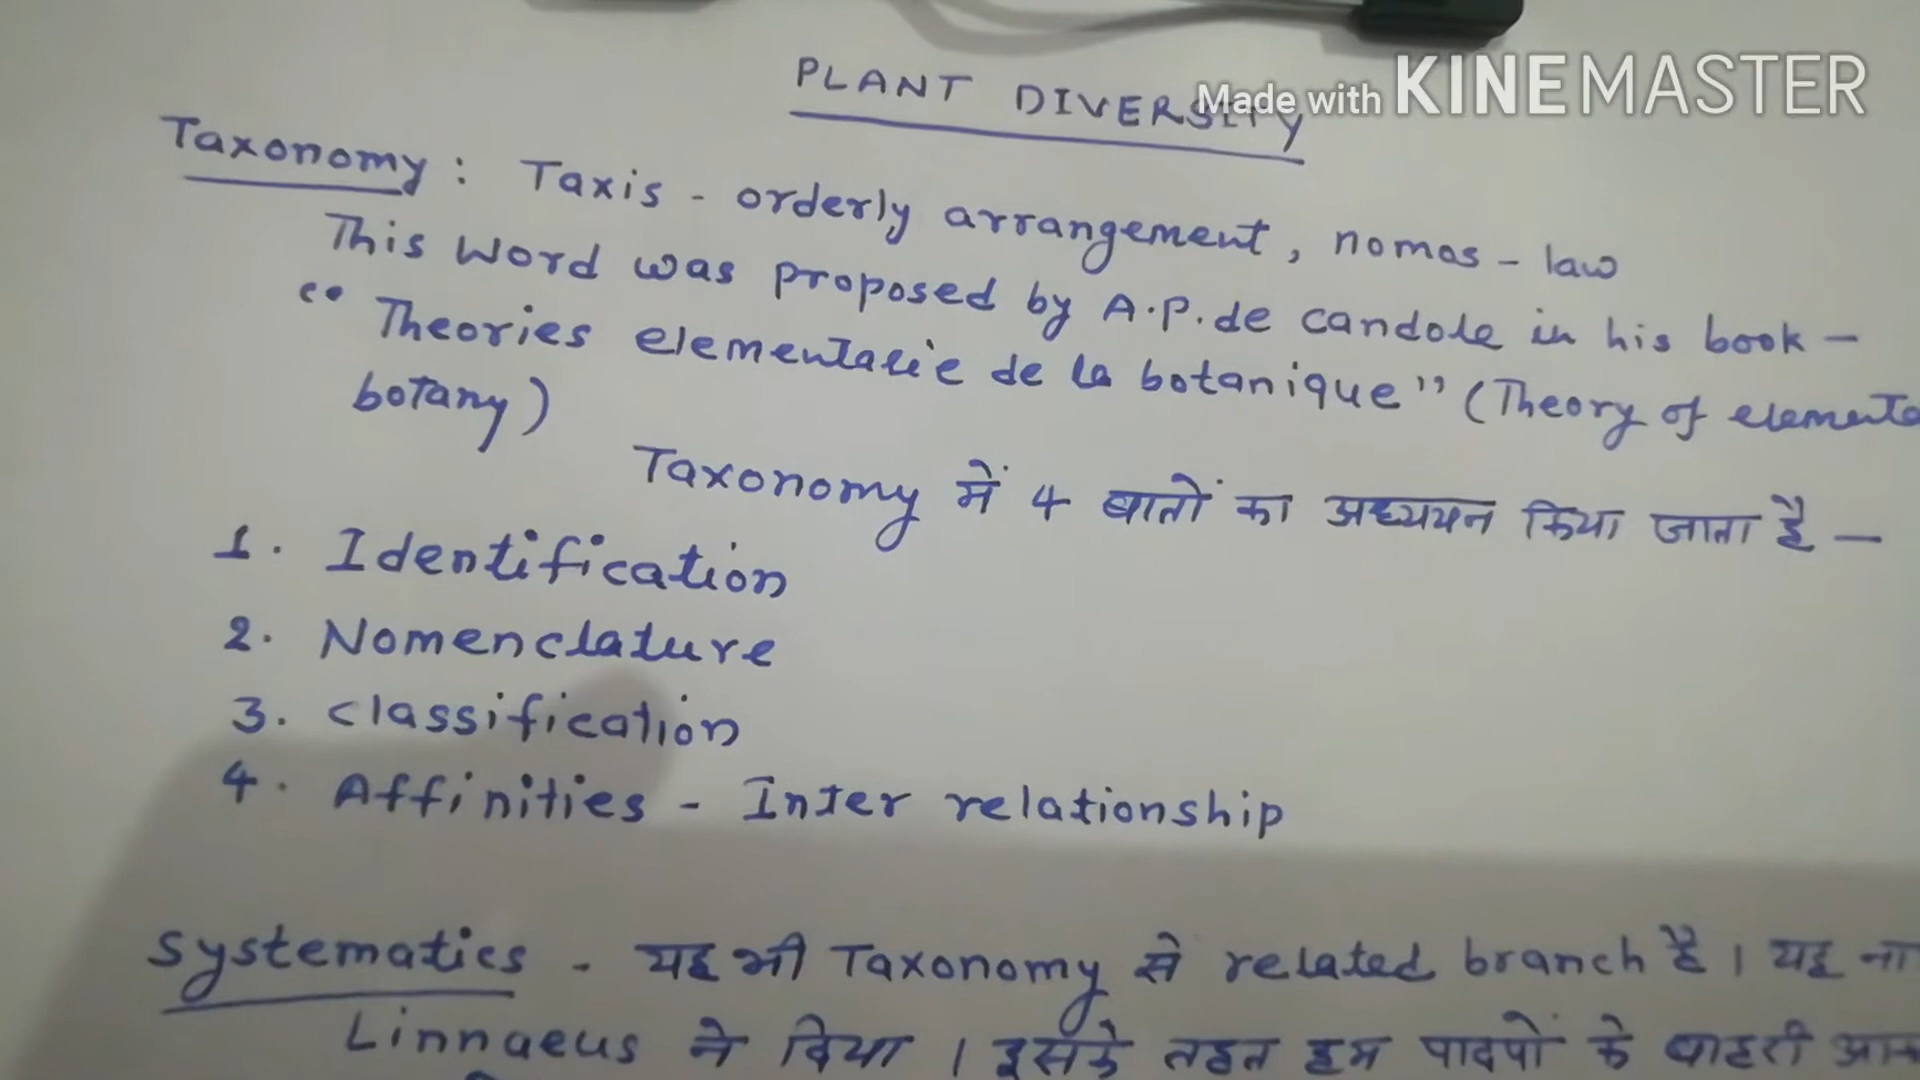 PLANT DIVERSITY
Made with KINEMASTER
Taxonomy : Taxis - orderly arrangement, nomos - law
This word was proposed by A.P. de candole in his book -
“ Theories elementarie de la botanique” (Theory of
botany)
Taxonomy में 4 बातों का अध्ययन किया जाता है -
1. Identification
2. Nomenclature
3. Classification
4. Affinities - Inter relationship
Systematics - यह भी Taxonomy से related branch है । यह
Linnaeus ने दिया । इसके तहत हम पादपों के बाहरी